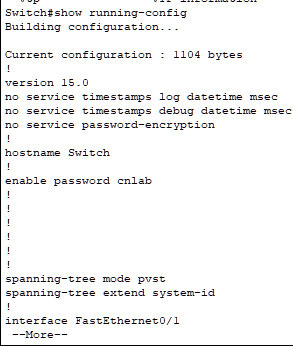 Switch#show running-config
Building configuration...
Current configuration : 1104 bytes
!
version 15.0
no service timestamps log datetime msec
no service timestamps debug datetime msec
no service password-encryption
!
hostname Switch
!
enable password cnlab
!
!
!
!
!
!
spanning-tree mode pvst
spanning-tree extend system-id
!
interface FastEthernet0/1
--More--